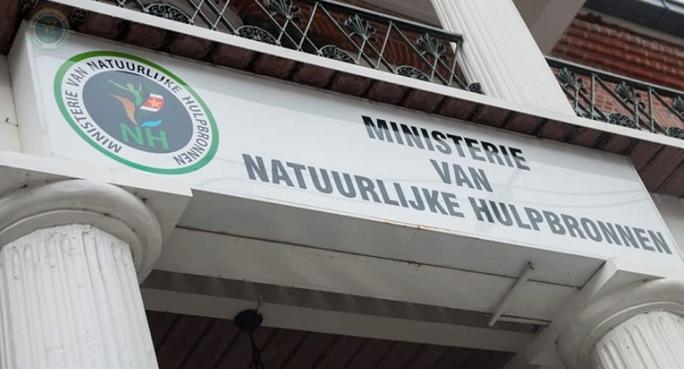 MINISTERIE VAN NATUURLIJKE HULPBRONNEN
NH
MINISTERIE
VAN
NATUURLIJKE HULPBRONNEN